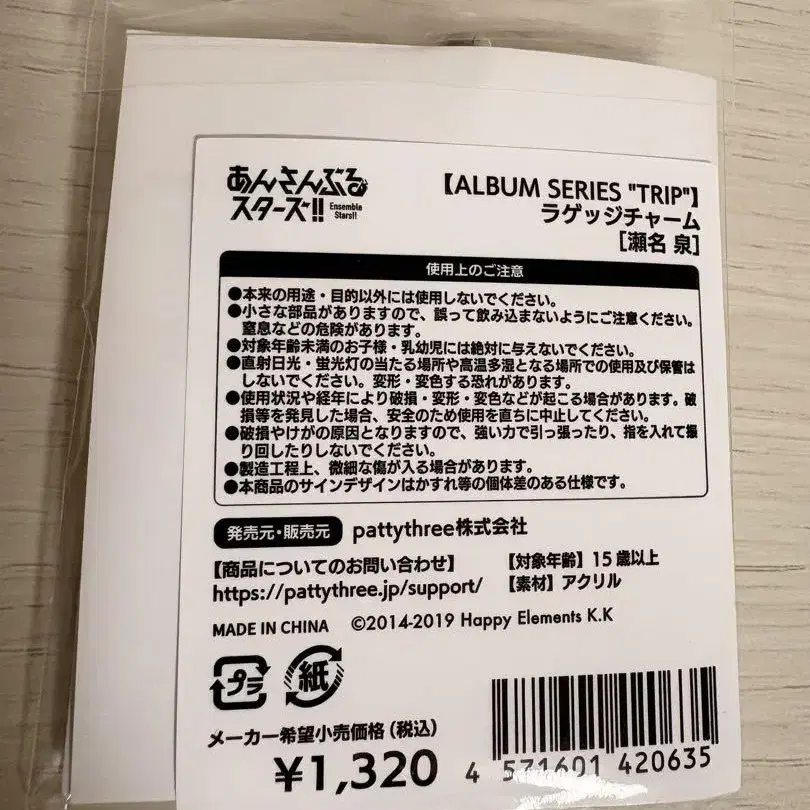 あんさんぶる
スターズ!!
Ensemble
Stars!!
【ALBUM SERIES "TRIP"】
ラゲッジチャーム
[瀬名 泉]
使用上のご注意
●本来の用途・目的以外には使用しないでください。
●小さな部品がありますので、誤って飲み込まないようにご注意ください。
窒息などの危険があります。
●対象年齢未満のお子様・乳幼児には絶対に与えないでください。
●直射日光・蛍光灯の当たる場所や高温多湿となる場所での使用及び保管は
しないでください。変形・変色する恐れがあります。
●使用状況や経年により破損・変形・変色などが起こる場合があります。破
損等を発見した場合、安全のため使用を直ちに中止してください。
●破損やけがの原因となりますので、強い力で引っ張ったり、指を入れて振
り回したりしないでください。
●製造工程上、微細な傷が入る場合があります。
●本商品のサインデザインはかすれ等の個体差のある仕様です。
発売元・販売元 pattythree株式会社
【商品についてのお問い合わせ】 【対象年齢】15歳以上
https://pattythree.jp/support/ 【素材】アクリル
MADE IN CHINA ©2014-2019 Happy Elements K.K
プラ 紙
メーカー希望小売価格（税込）
¥1,320
4 571601 420635